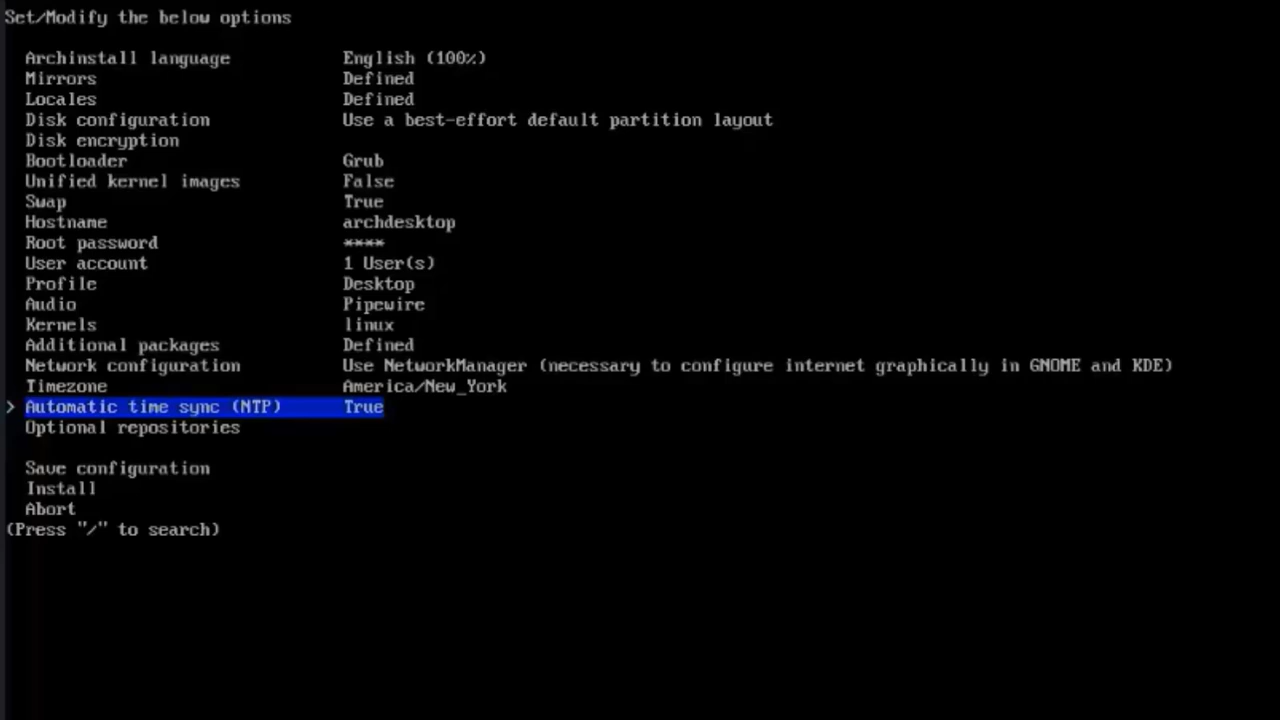 Set/Modify the below options
Archinstall language English (100%)
Mirrors Defined
Locales Defined
Disk configuration Use a best-effort default partition layout
Disk encryption
Bootloader Grub
Unified kernel images False
Swap True
Hostname archdesktop
Root password ****
User account 1 User(s)
Profile Desktop
Audio Pipewire
Kernels linux
Additional packages Defined
Network configuration Use NetworkManager (necessary to configure internet graphically in GNOME and KDE)
Timezone America/New_York
> Automatic time sync (NTP) True
Optional repositories
Save configuration
Install
Abort
(Press "/" to search)